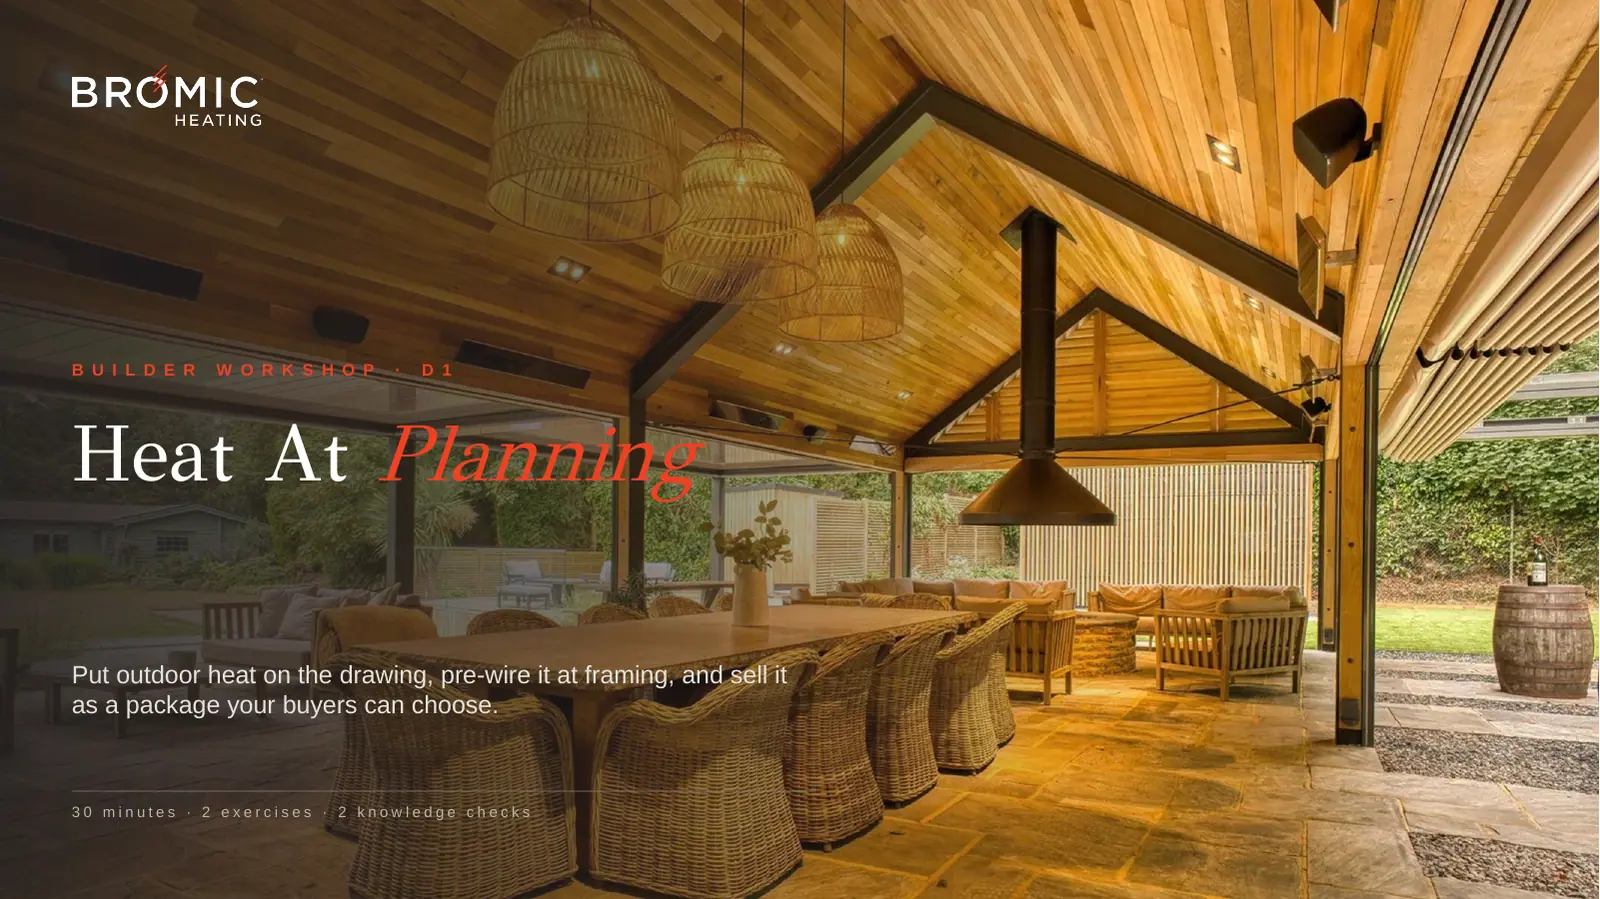 BROMIC
HEATING
BUILDER WORKSHOP · D1
Heat At Planning
Put outdoor heat on the drawing, pre-wire it at framing, and sell it
as a package your buyers can choose.
30 minutes · 2 exercises · 2 knowledge checks